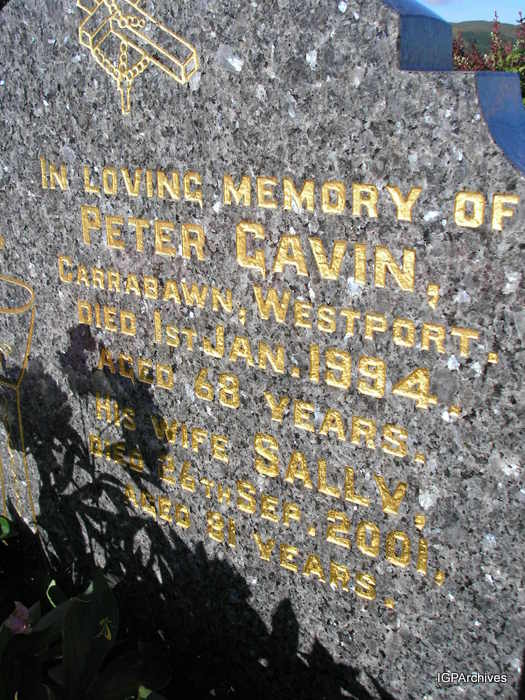 IN LOVING MEMORY OF
PETER GAVIN,
CARRABAWN, WESTPORT.
DIED 1ST JAN. 1994.
AGED 68 YEARS.
HIS WIFE SALLY,
DIED 26TH SEP. 2001,
AGED 81 YEARS.
IGPArchives